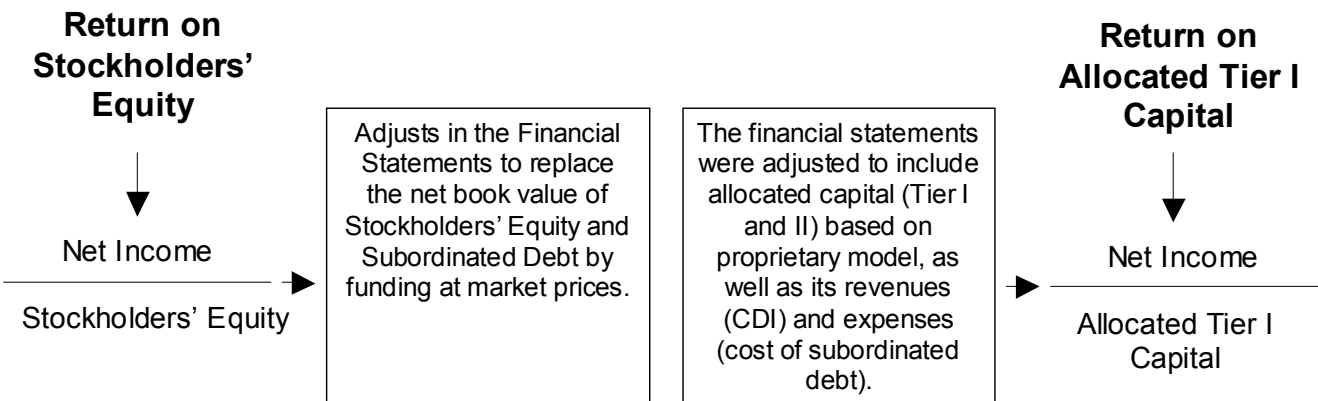 Return on
Stockholders’
Equity
Net Income
Stockholders’ Equity
Adjusts in the Financial
Statements to replace
the net book value of
Stockholders’ Equity and
Subordinated Debt by
funding at market prices.
The financial statements
were adjusted to include
allocated capital (Tier I
and II) based on
proprietary model, as
well as its revenues
(CDI) and expenses
(cost of subordinated
debt).
Return on
Allocated Tier I
Capital
Net Income
Allocated Tier I
Capital